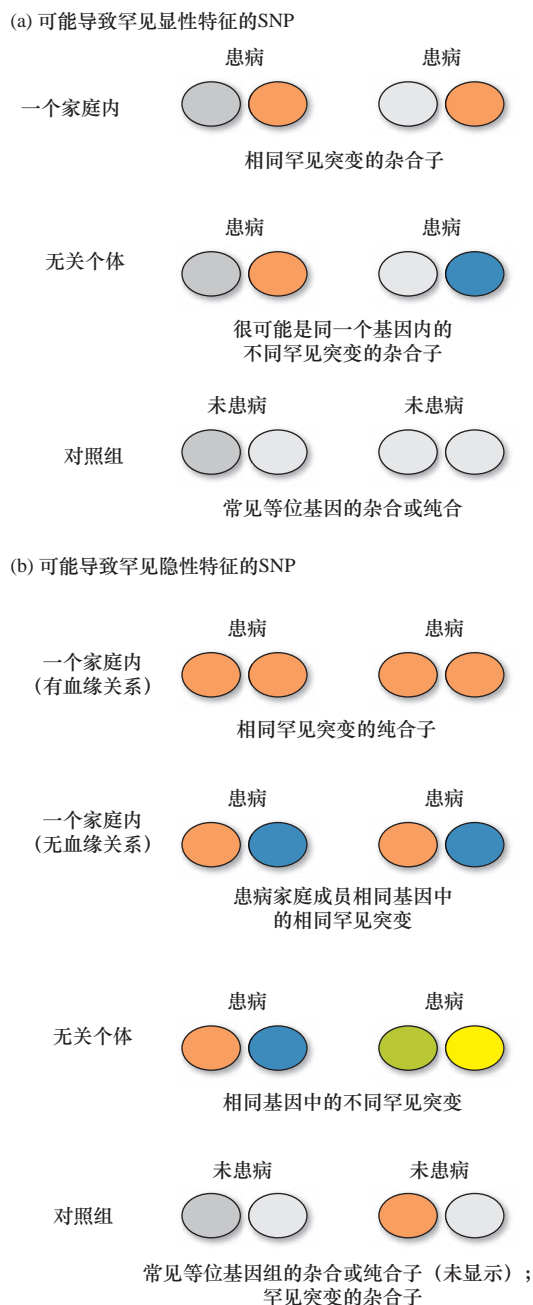 (a) 可能导致罕见显性特征的SNP
患病 患病
一个家庭内
相同罕见突变的杂合子
患病 患病
无关个体
很可能是同一个基因内的
不同罕见突变的杂合子
未患病 未患病
对照组
常见等位基因的杂合或纯合
(b) 可能导致罕见隐性特征的SNP
患病 患病
一个家庭内
（有血缘关系）
相同罕见突变的纯合子
患病 患病
一个家庭内
（无血缘关系）
患病家庭成员相同基因中
的相同罕见突变
患病 患病
无关个体
相同基因中的不同罕见突变
未患病 未患病
对照组
常见等位基因组的杂合或纯合子（未显示）；
罕见突变的杂合子